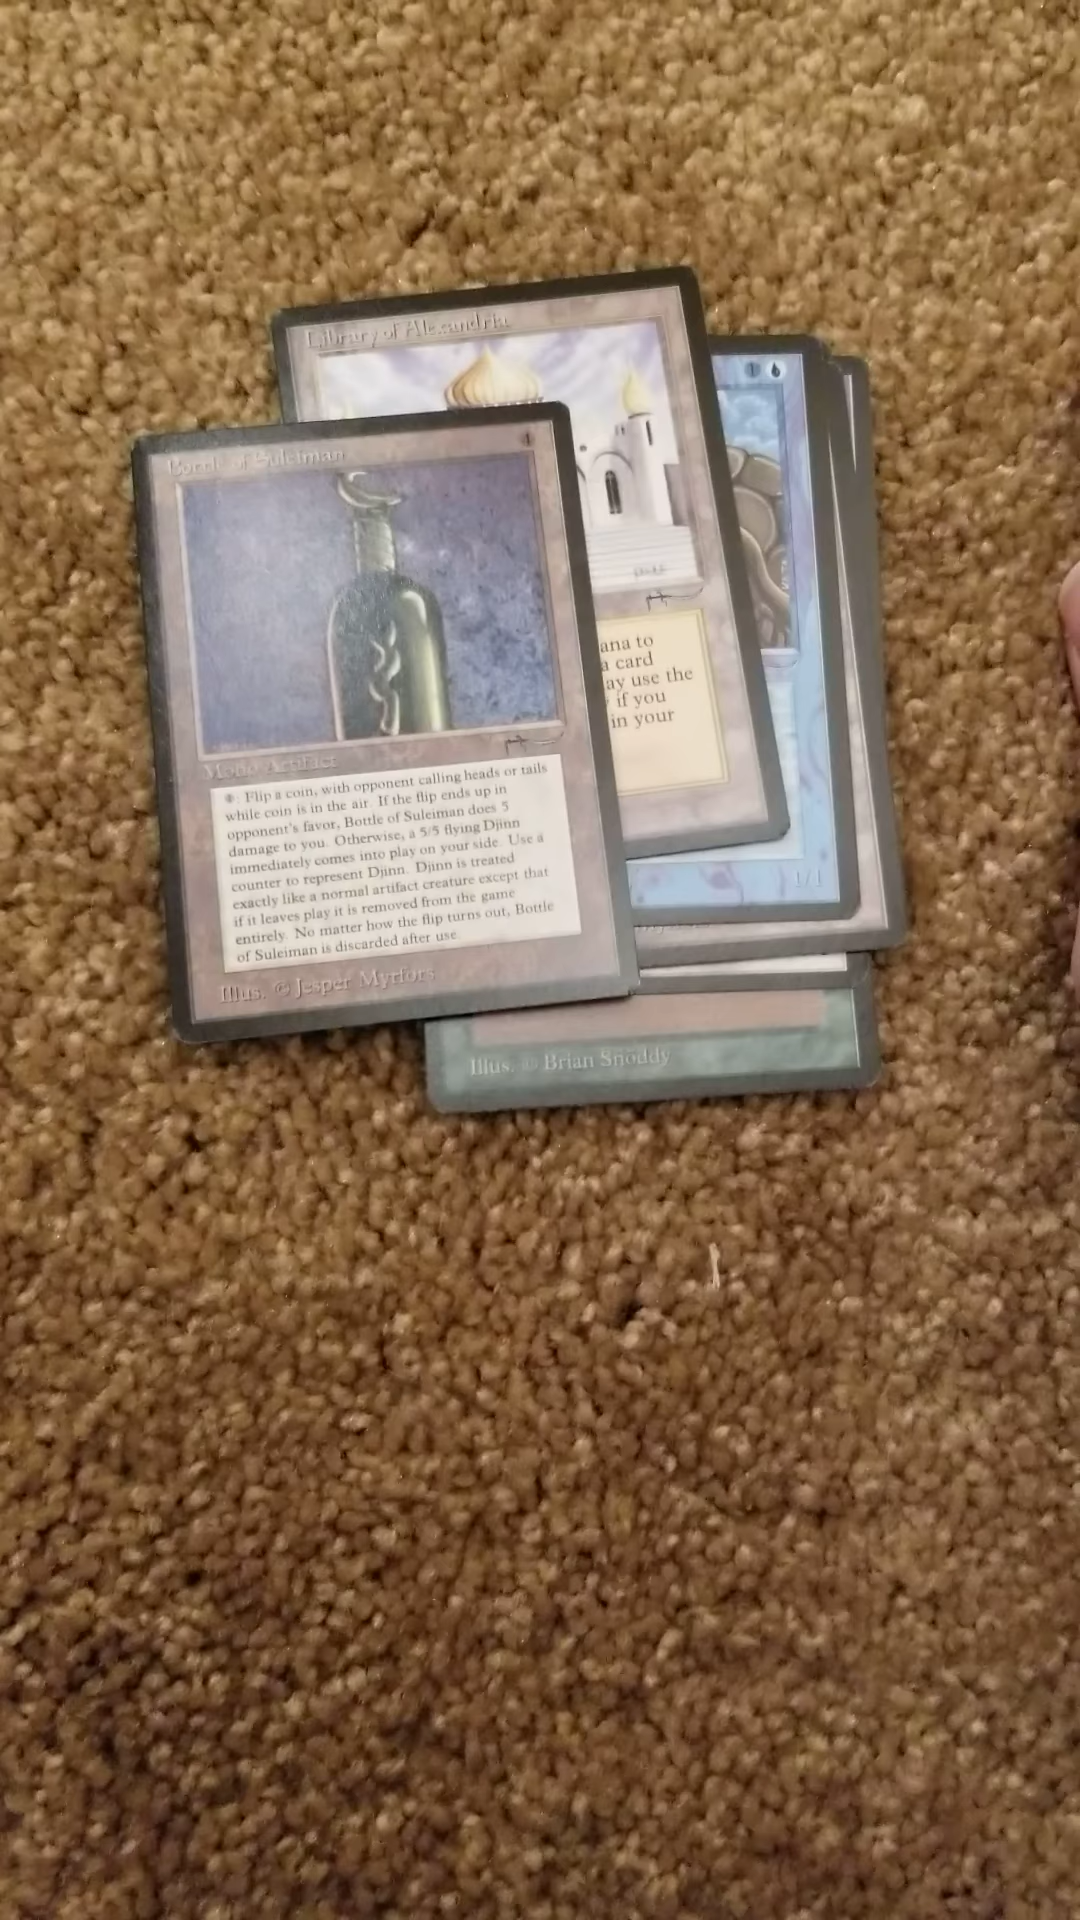 Library of Alexandria
1
Bottle of Suleiman
4
ana to
a card
ay use the
if you
in your
Mono Artifact
: Flip a coin, with opponent calling heads or tails
while coin is in the air. If the flip ends up in
opponent's favor, Bottle of Suleiman does 5
damage to you. Otherwise, a 5/5 flying Djinn
immediately comes into play on your side. Use a
counter to represent Djinn. Djinn is treated
exactly like a normal artifact creature except that
if it leaves play it is removed from the game
entirely. No matter how the flip turns out, Bottle
of Suleiman is discarded after use.
Illus. © Jesper Myrfors
1/1
Illus. © Brian Snoddy